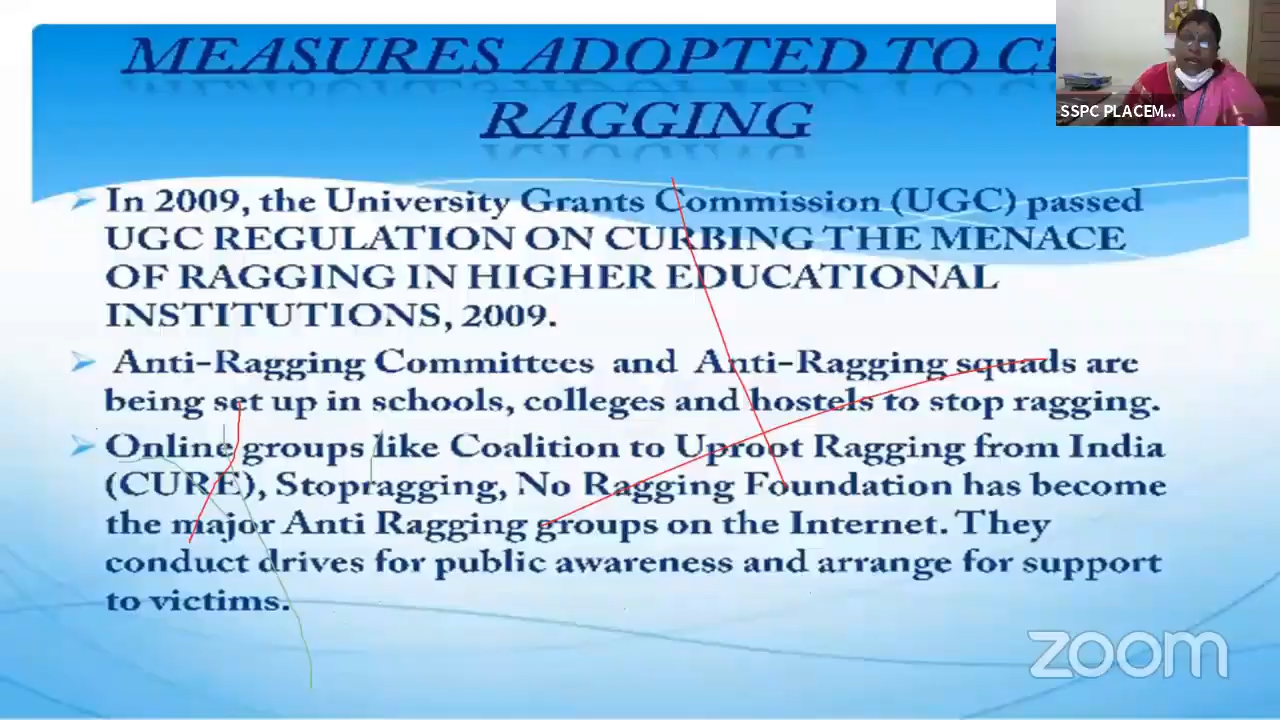 MEASURES ADOPTED TO
RAGGING
SSPC PLACEM...
In 2009, the University Grants Commission (UGC) passed
UGC REGULATION ON CURBING THE MENACE
OF RAGGING IN HIGHER EDUCATIONAL
INSTITUTIONS, 2009.
Anti-Ragging Committees and Anti-Ragging squads are
being set up in schools, colleges and hostels to stop ragging.
Online groups like Coalition to Uproot Ragging from India
(CURE), Stopragging, No Ragging Foundation has become
the major Anti Ragging groups on the Internet. They
conduct drives for public awareness and arrange for support
to victims.
zoom